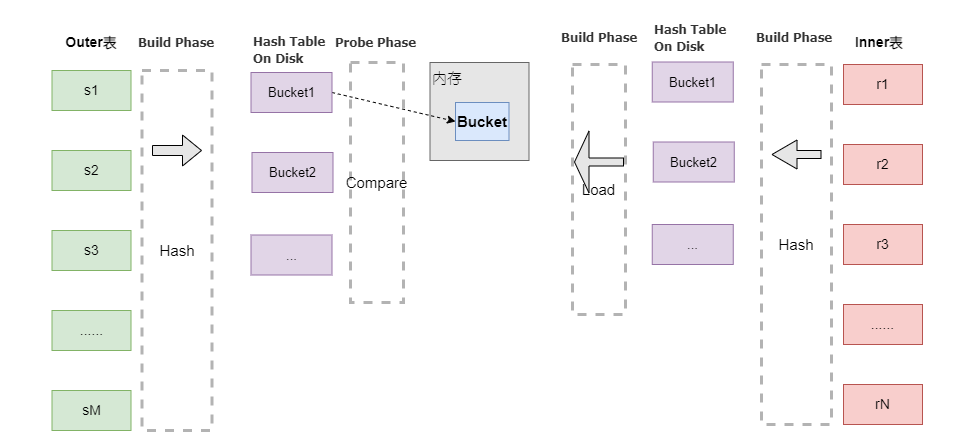 Outer表
Build Phase
Hash Table
On Disk
Probe Phase
Build Phase
Hash Table
On Disk
Build Phase
Inner表
s1
Bucket1
内存
Bucket
Bucket1
r1
s2
Bucket2
Compare
Load
Bucket2
r2
s3
Hash
...
...
Hash
r3
......
......
sM
rN